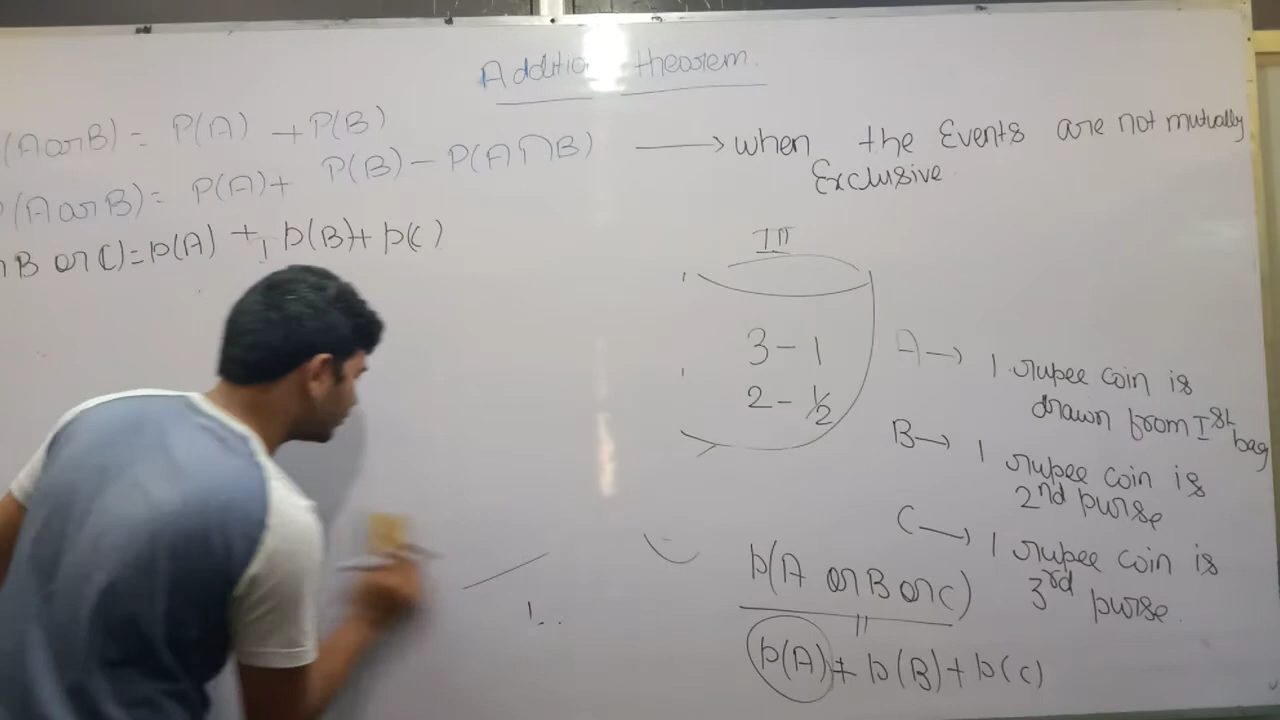 Addition theorem.
(A or B) = P(A) + P(B)
P(A or B) = P(A) + P(B) - P(A∩B) → when the Events are not mutually
Exclusive.
B or C) = p(A) + p(B) + p(C)
III
3 - 1
2 - 1/2
A → 1 rupee coin is
drawn from Ist bag
B → 1 rupee coin is
2nd purse
C → 1 rupee coin is
3rd purse.
p(A or B or C)
||
p(A) + p(B) + p(C)